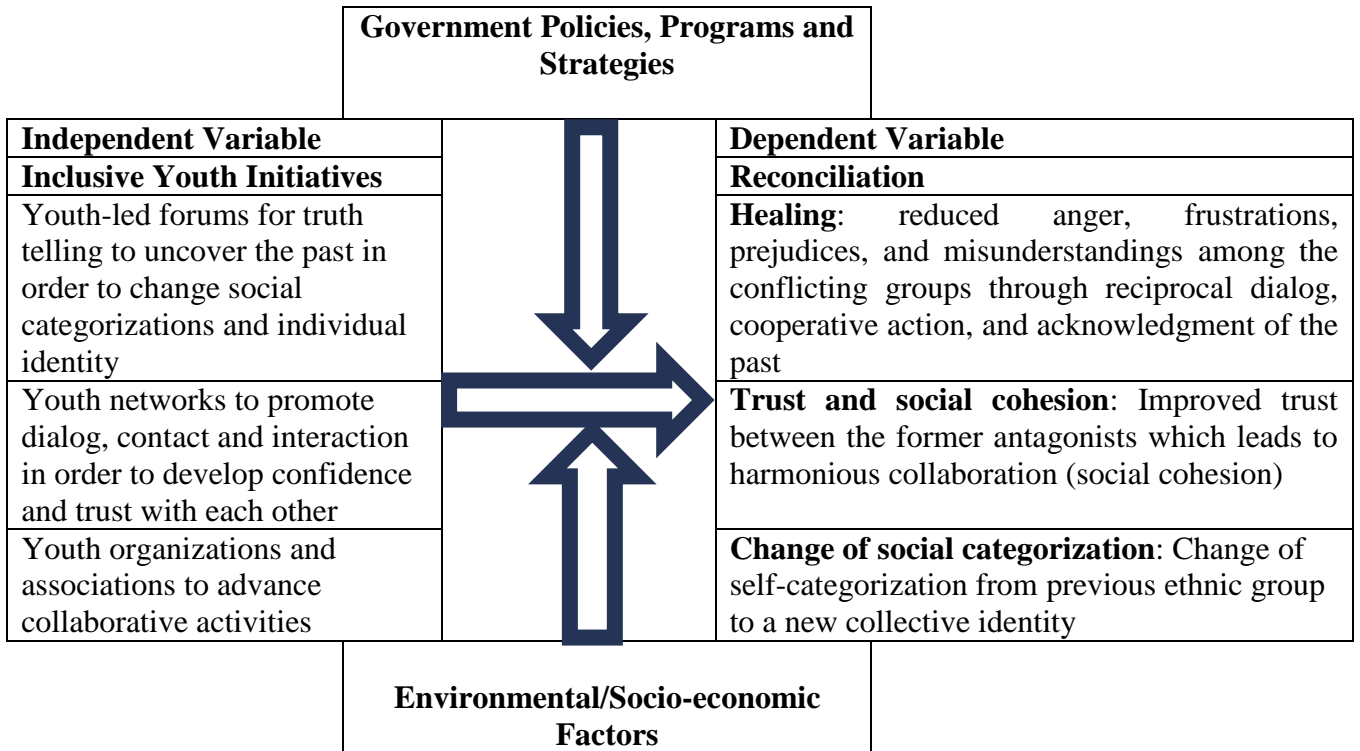 Government Policies, Programs and
Strategies
Independent Variable
Inclusive Youth Initiatives
Youth-led forums for truth
telling to uncover the past in
order to change social
categorizations and individual
identity
Youth networks to promote
dialog, contact and interaction
in order to develop confidence
and trust with each other
Youth organizations and
associations to advance
collaborative activities
Dependent Variable
Reconciliation
Healing: reduced anger, frustrations,
prejudices, and misunderstandings among the
conflicting groups through reciprocal dialog,
cooperative action, and acknowledgment of the
past
Trust and social cohesion: Improved trust
between the former antagonists which leads to
harmonious collaboration (social cohesion)
Change of social categorization: Change of
self-categorization from previous ethnic group
to a new collective identity
Environmental/Socio-economic
Factors